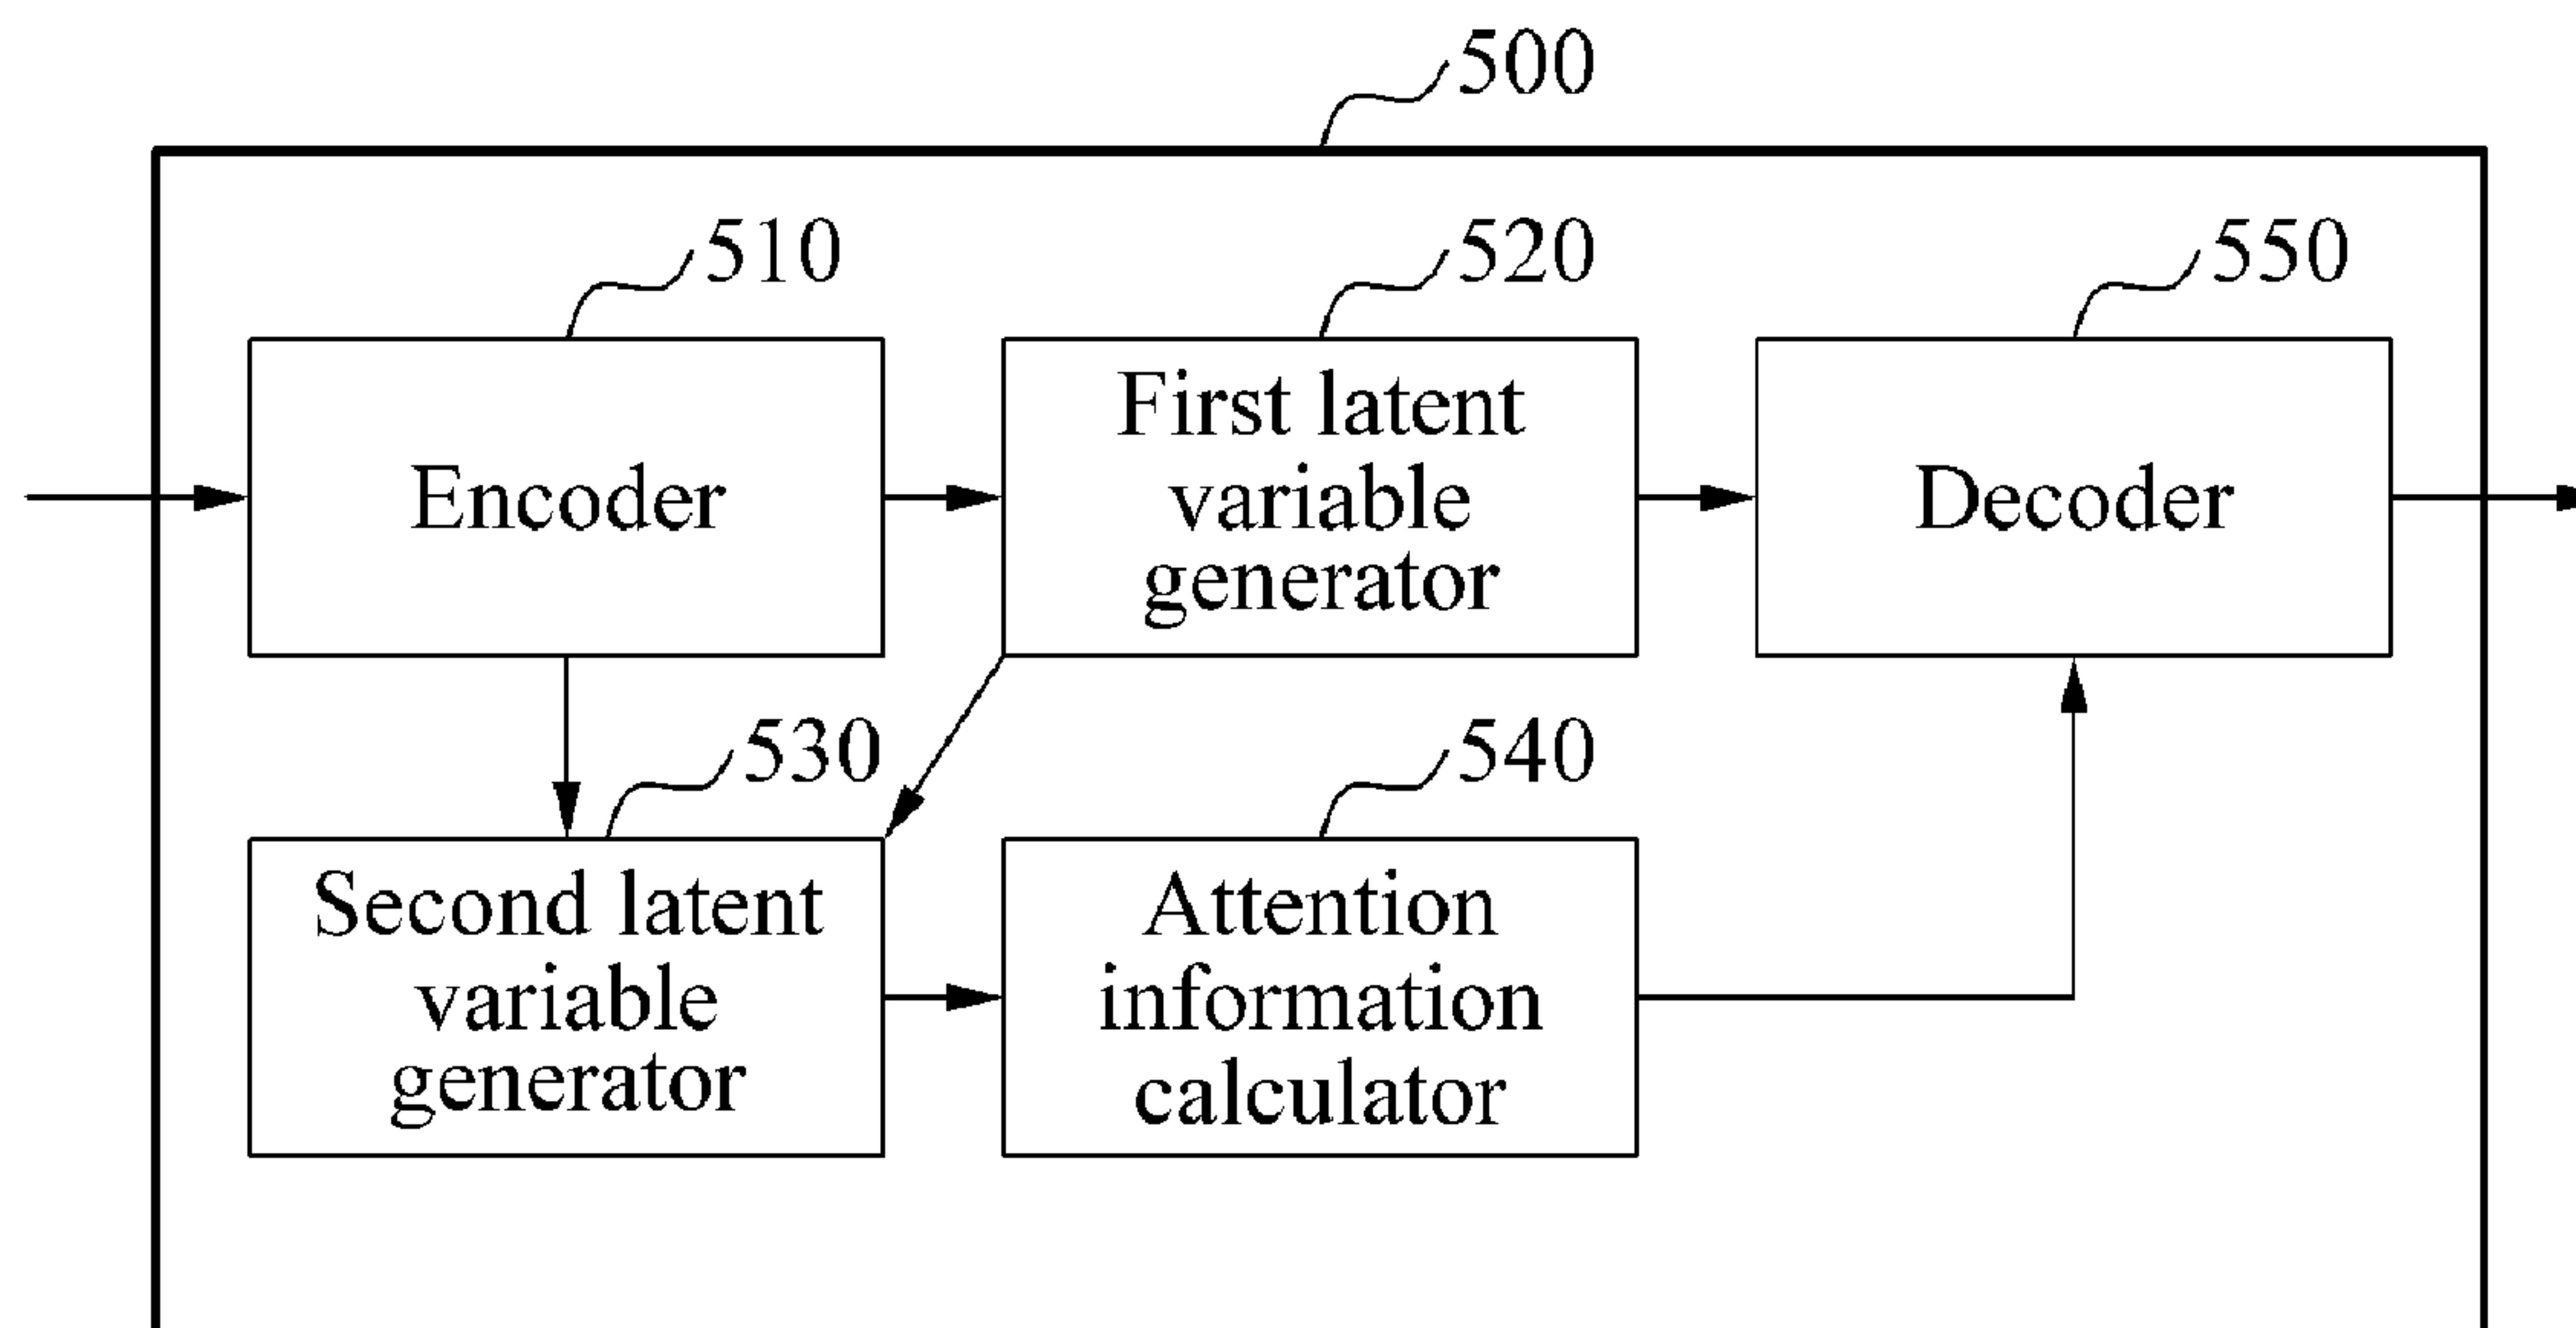 500
510
520
550
Encoder
First latent
variable
generator
Decoder
530
540
Second latent
variable
generator
Attention
information
calculator